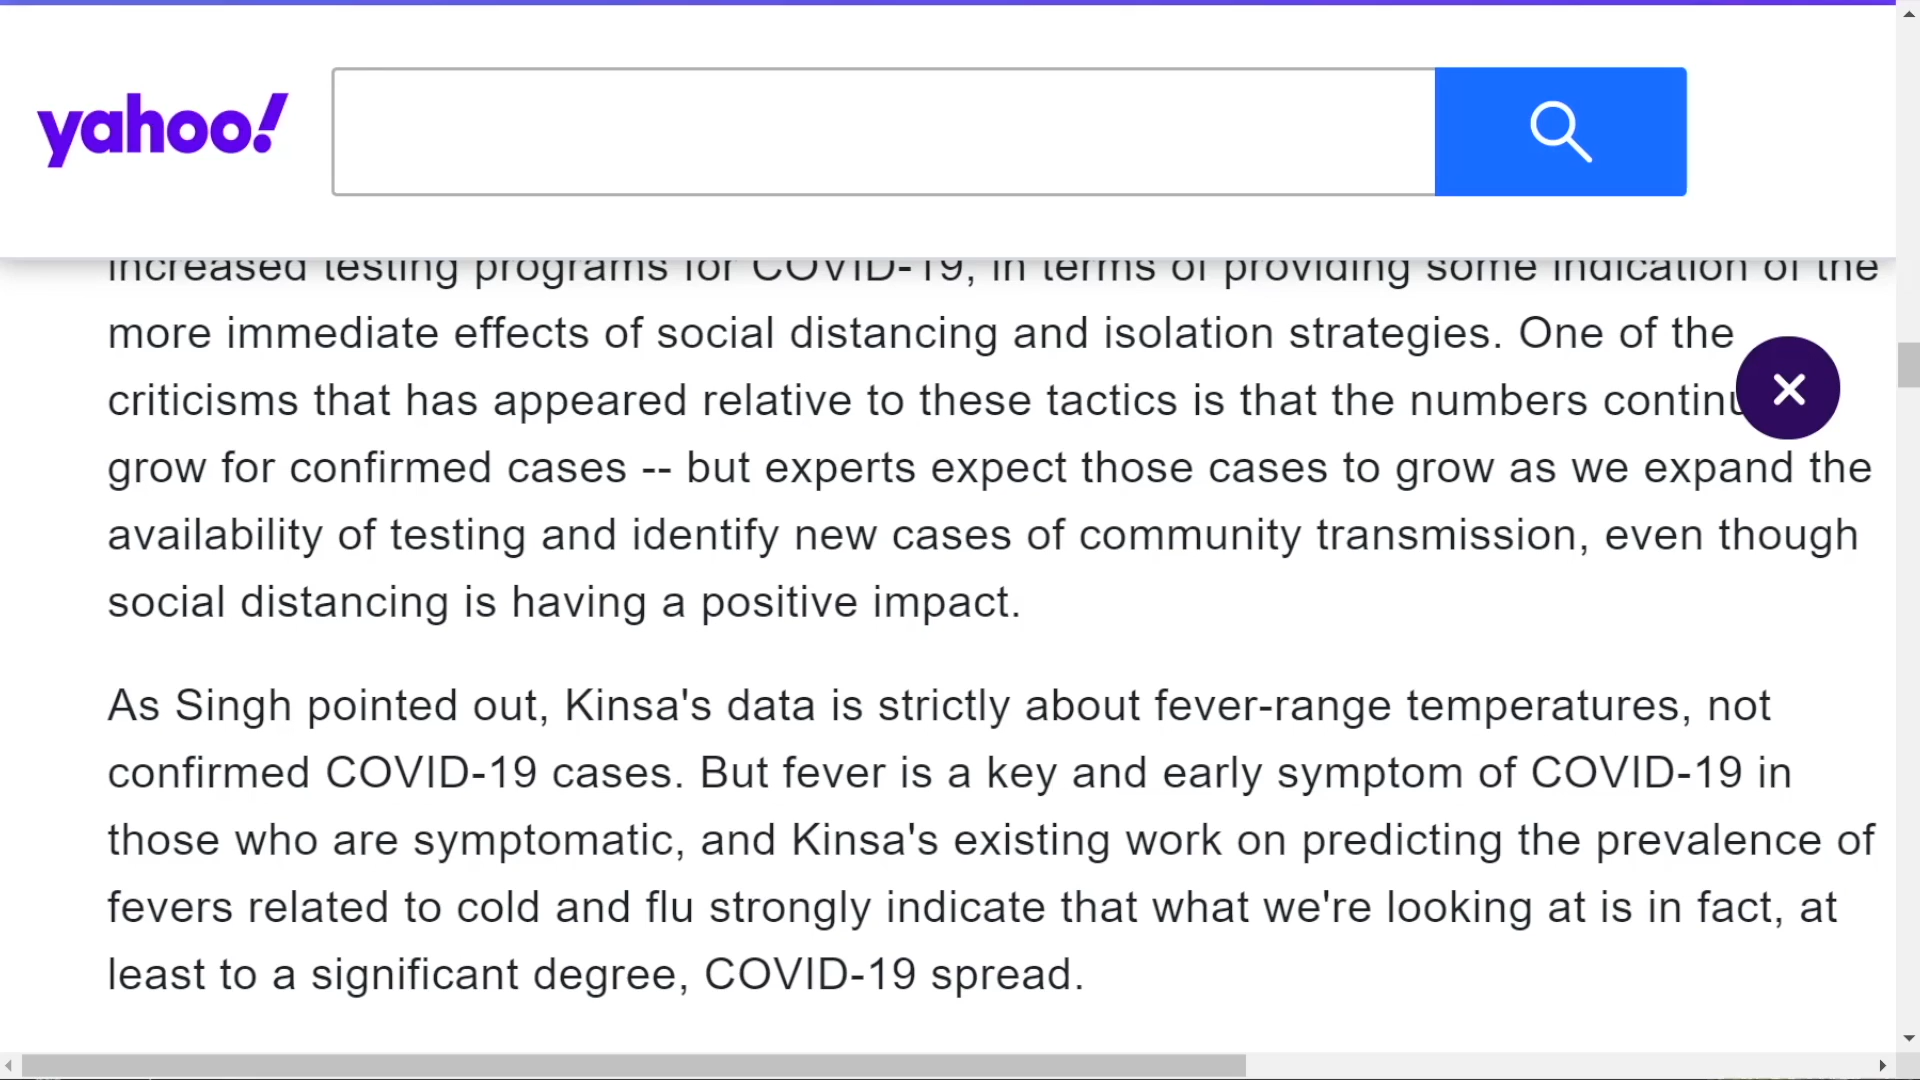 yahoo!
increased testing programs for COVID-19, in terms of providing some indication of the
more immediate effects of social distancing and isolation strategies. One of the
criticisms that has appeared relative to these tactics is that the numbers
grow for confirmed cases -- but experts expect those cases to grow as we expand the
availability of testing and identify new cases of community transmission, even though
social distancing is having a positive impact.
As Singh pointed out, Kinsa's data is strictly about fever-range temperatures, not
confirmed COVID-19 cases. But fever is a key and early symptom of COVID-19 in
those who are symptomatic, and Kinsa's existing work on predicting the prevalence of
fevers related to cold and flu strongly indicate that what we're looking at is in fact, at
least to a significant degree, COVID-19 spread.